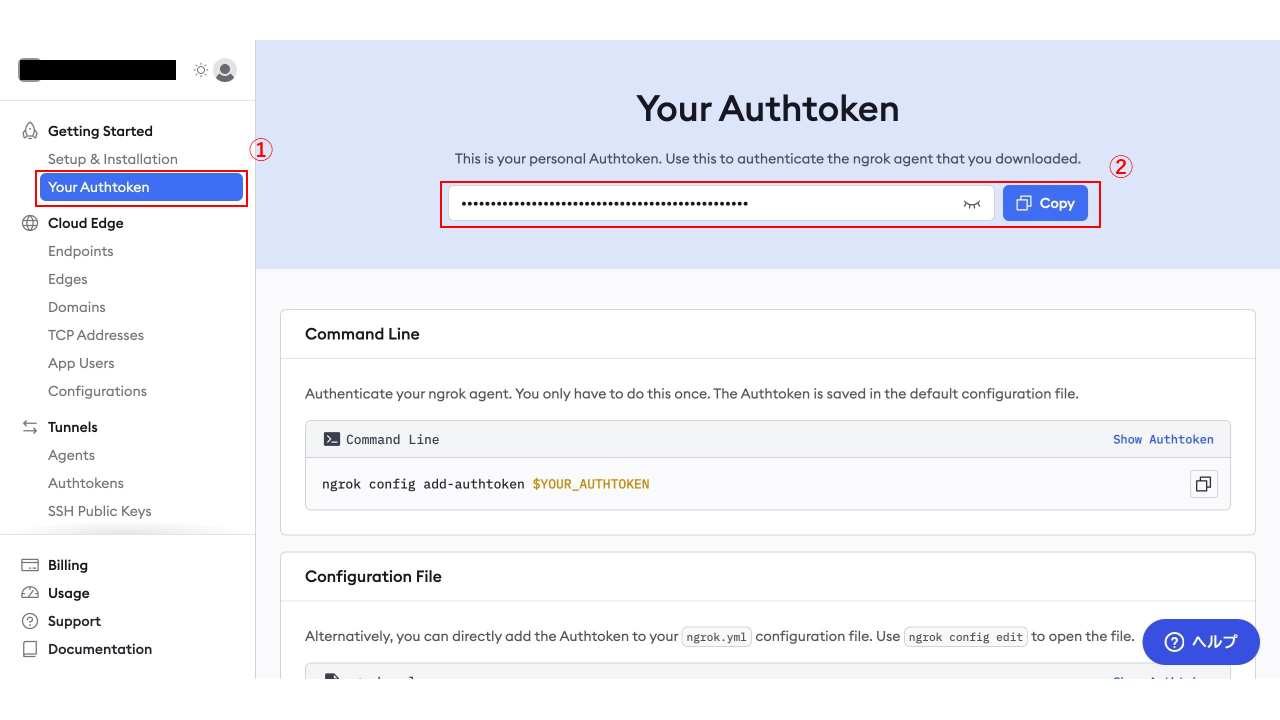 Getting Started
Setup & Installation
①
Your Authtoken
Cloud Edge
Endpoints
Edges
Domains
TCP Addresses
App Users
Configurations
Tunnels
Agents
Authtokens
SSH Public Keys
Billing
Usage
Support
Documentation
Your Authtoken
This is your personal Authtoken. Use this to authenticate the ngrok agent that you downloaded.
②
••••••••••••••••••••••••••••••••••••••••••••••••• Copy
Command Line
Authenticate your ngrok agent. You only have to do this once. The Authtoken is saved in the default configuration file.
Command Line Show Authtoken
ngrok config add-authtoken $YOUR_AUTHTOKEN
Configuration File
Alternatively, you can directly add the Authtoken to your ngrok.yml configuration file. Use ngrok config edit to open the file.
ヘルプ